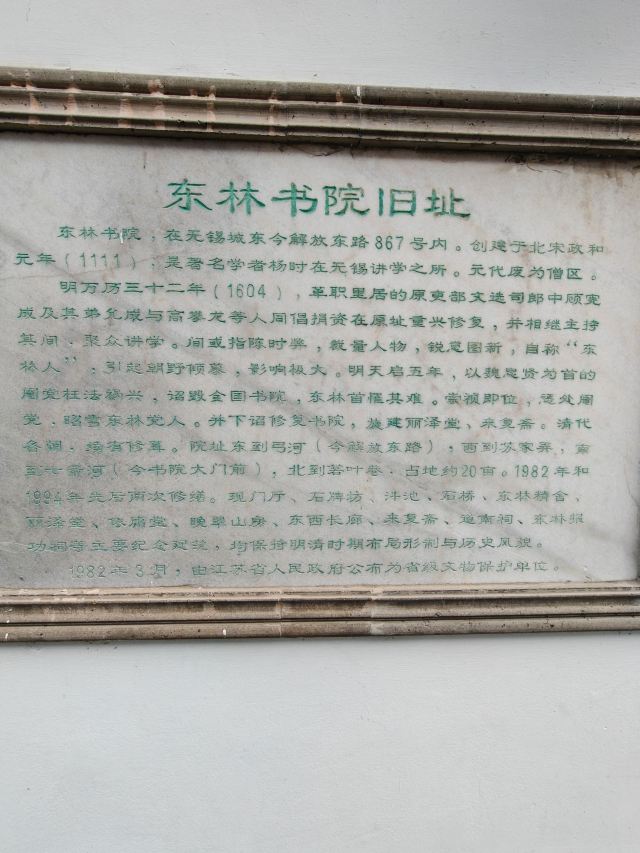 东林书院旧址
东林书院，在无锡城东今解放东路867号内。创建于北宋政和
元年(1111)，是著名学者杨时在无锡讲学之所。元代废为僧区。
明万历三十二年(1604)，革职里居的原吏部文选司郎中顾宪
成及其弟允成与高攀龙等人同倡捐资在原址重兴修复，并相继主持
其间，聚众讲学。间或指陈时弊，裁量人物，锐意图新，自称“东
林人”，引起朝野倾慕，影响极大。明天启五年，以魏忠贤为首的
阉党枉法 兴，诏毁全国书院，东林首罹其难。崇祯即位，惩处阉
党，昭雪东林党人。并下诏修复书院，施建丽泽堂、来复斋。清代
各朝，续有修葺。院址东到弓河(今解放东路)，西到苏家弄，南
到 河(今书院大门前)，北到箬叶巷，占地约20亩。1982年和
1994年先后两次修缮。现门厅、石牌坊、泮池、石桥、东林精舍、
丽泽堂、依庸堂、晚翠山房、东西长廊、来复斋、道南祠、东林报
功祠等主要纪念建筑，均保持明清时期布局形制与历史风貌。
1982年3月，由江苏省人民政府公布为省级文物保护单位。